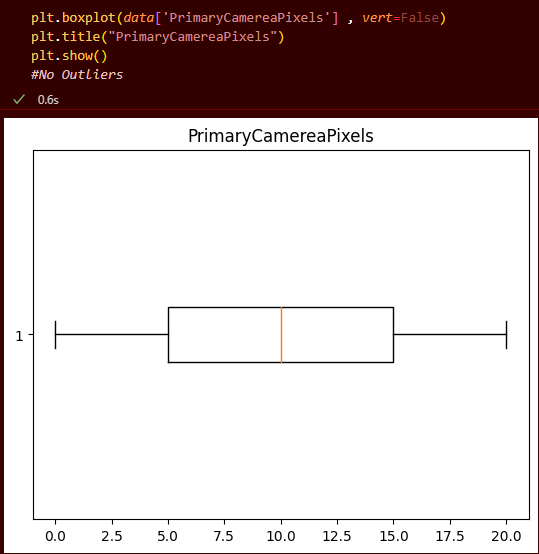 plt.boxplot(data['PrimaryCamereaPixels'] , vert=False)
plt.title("PrimaryCamereaPixels")
plt.show()
#No Outliers
0.6s
PrimaryCamereaPixels
1
0.0 2.5 5.0 7.5 10.0 12.5 15.0 17.5 20.0